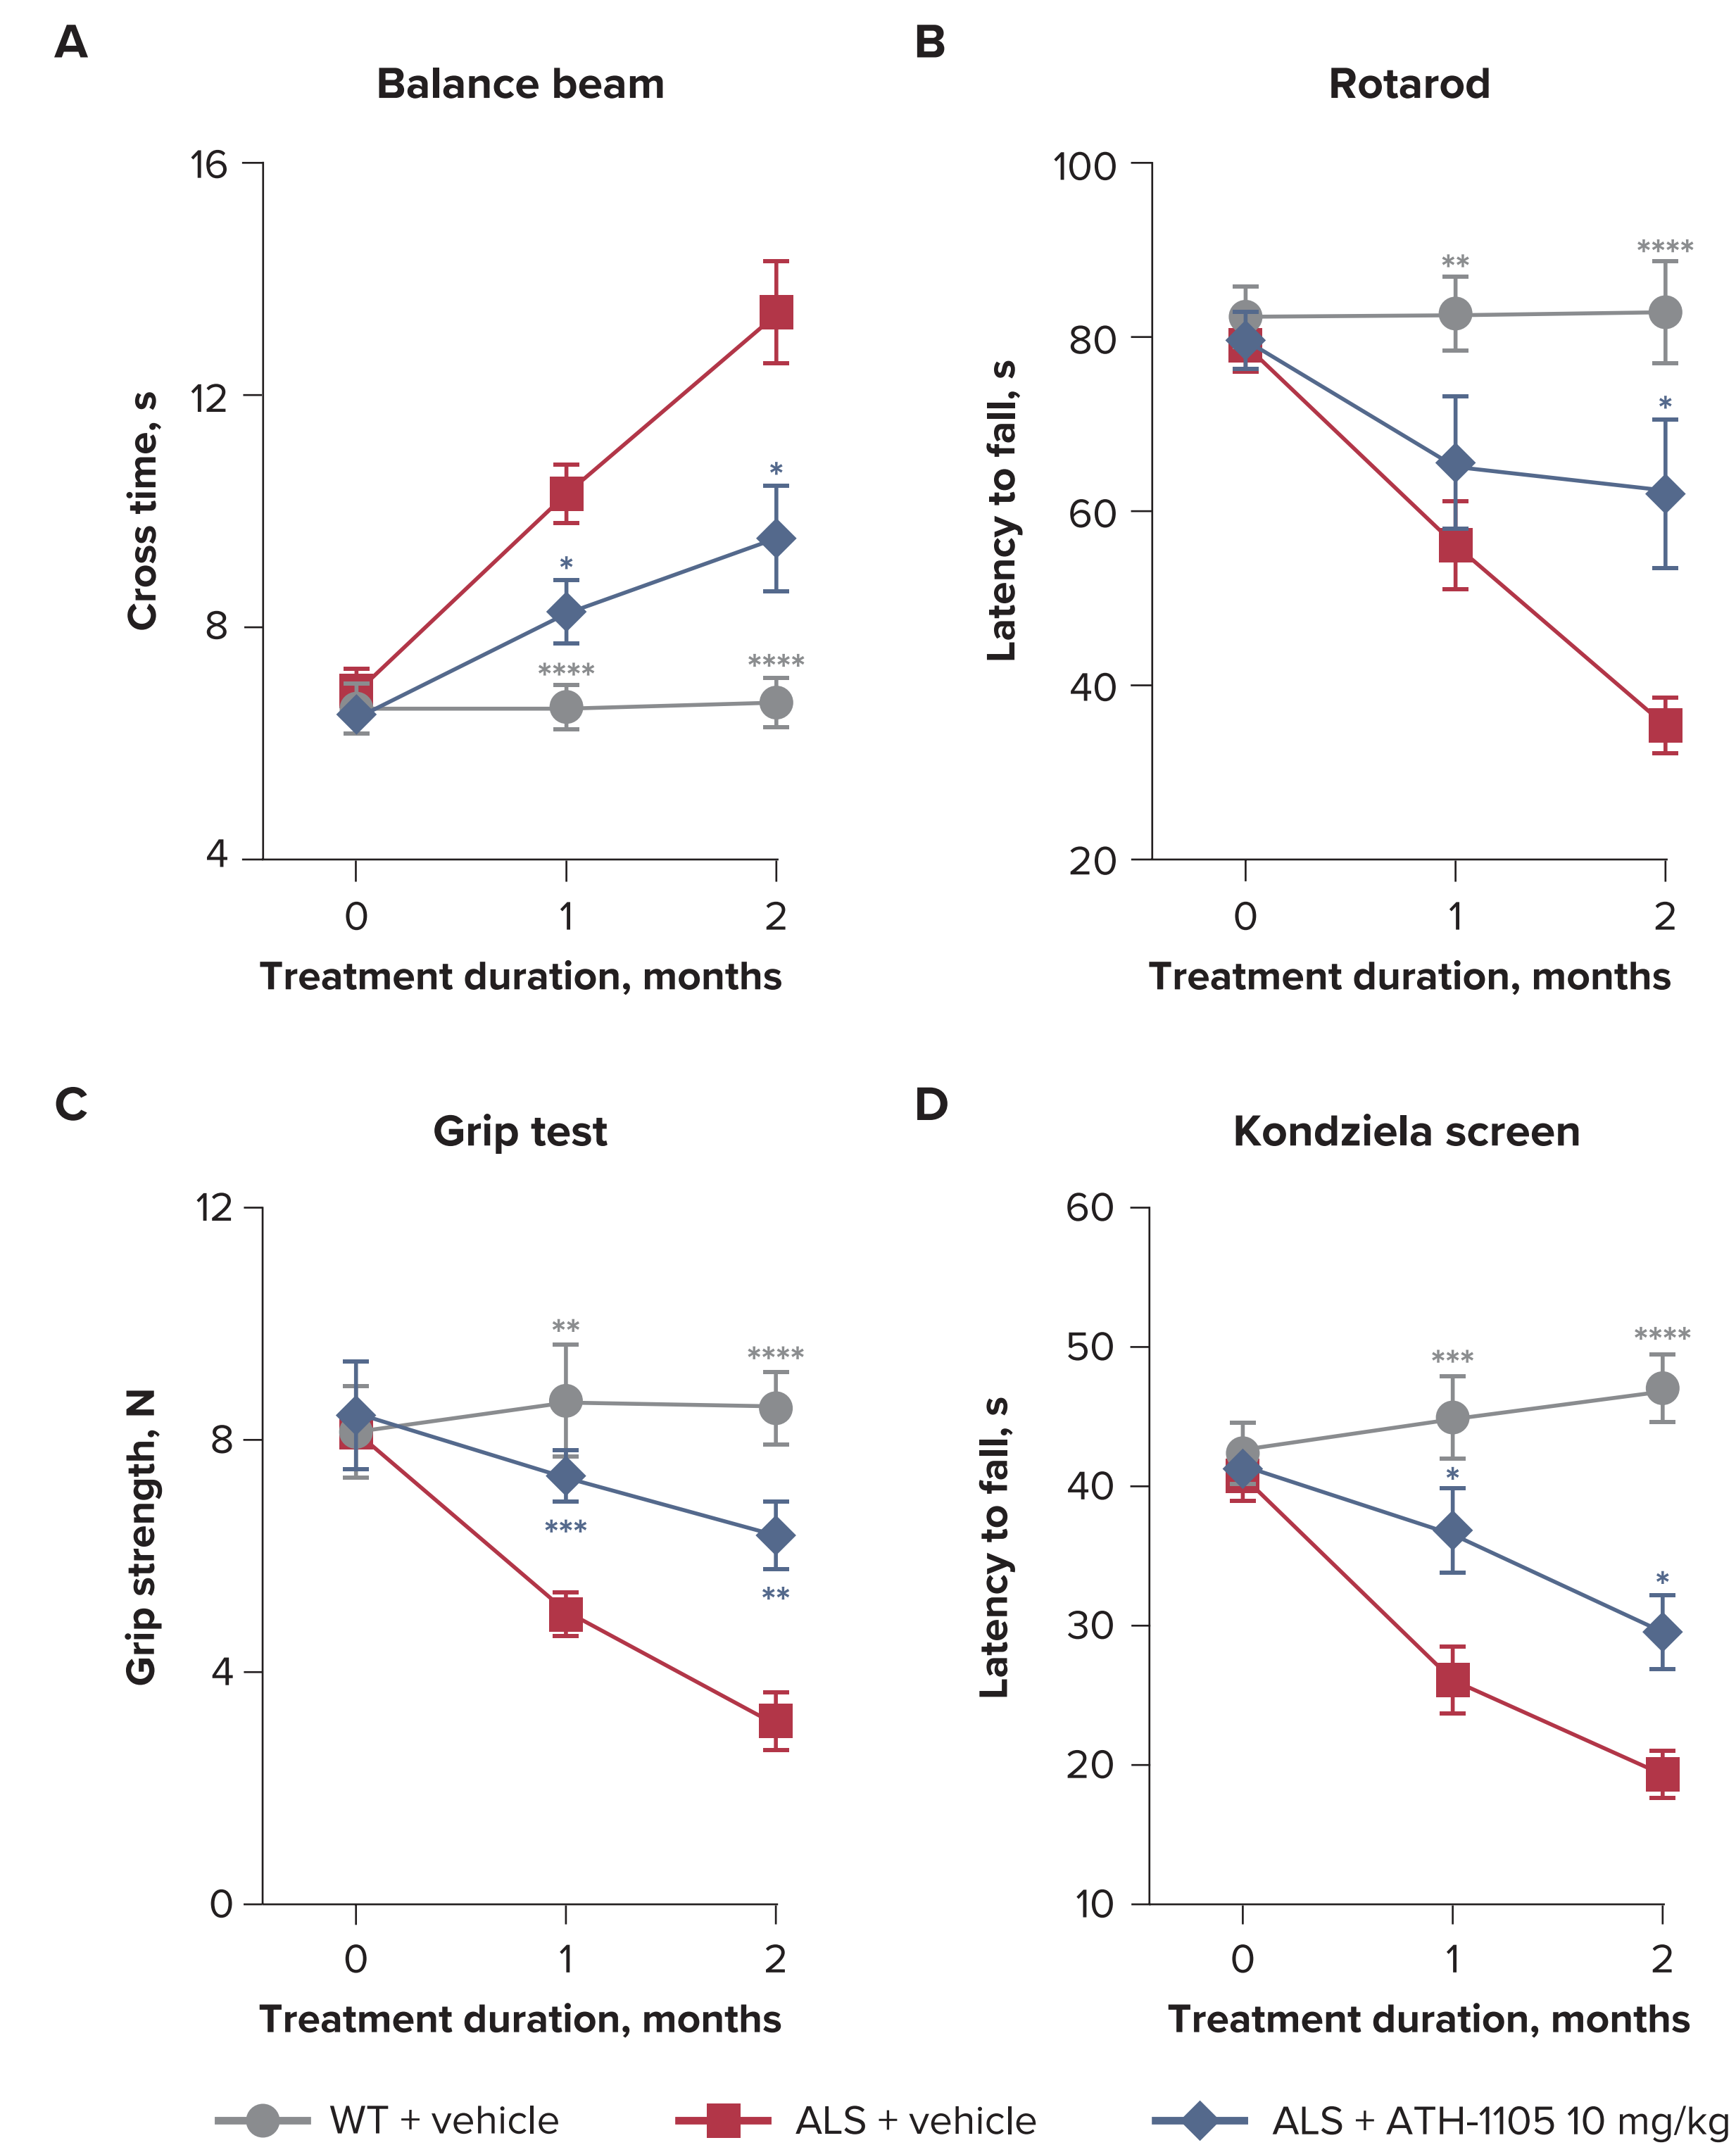 A
Balance beam
16
12
8
4
Cross time, s
*
*
****
****
0 1 2
Treatment duration, months
B
Rotarod
100
80
60
40
20
Latency to fall, s
**
****
*
0 1 2
Treatment duration, months
C
Grip test
12
8
4
0
Grip strength, N
**
****
***
**
0 1 2
Treatment duration, months
D
Kondziela screen
60
50
40
30
20
10
Latency to fall, s
***
****
*
*
0 1 2
Treatment duration, months
WT + vehicle ALS + vehicle ALS + ATH-1105 10 mg/kg